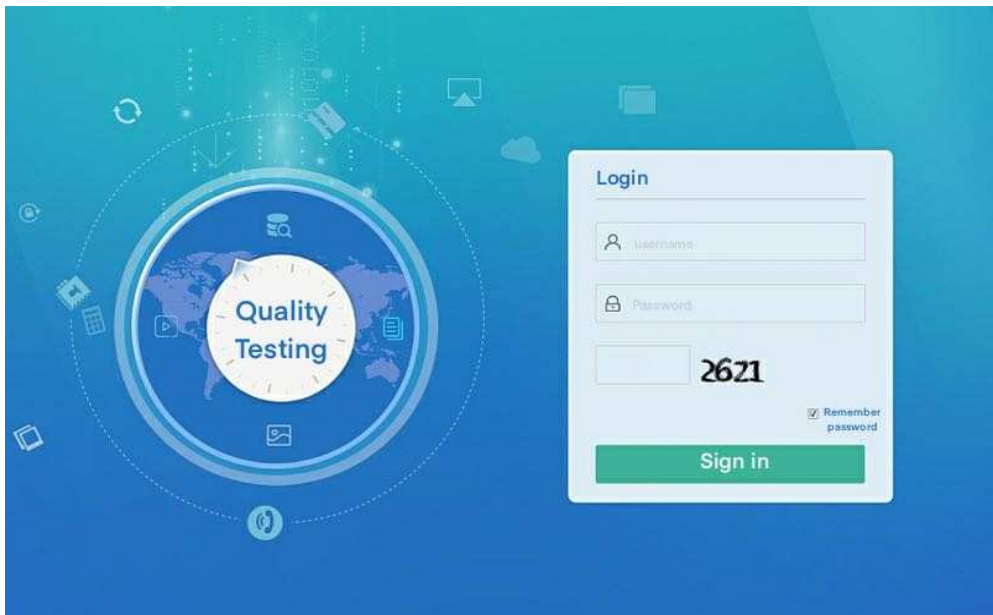 Quality
Testing
Login
username
Password
2621
Remember
password
Sign in